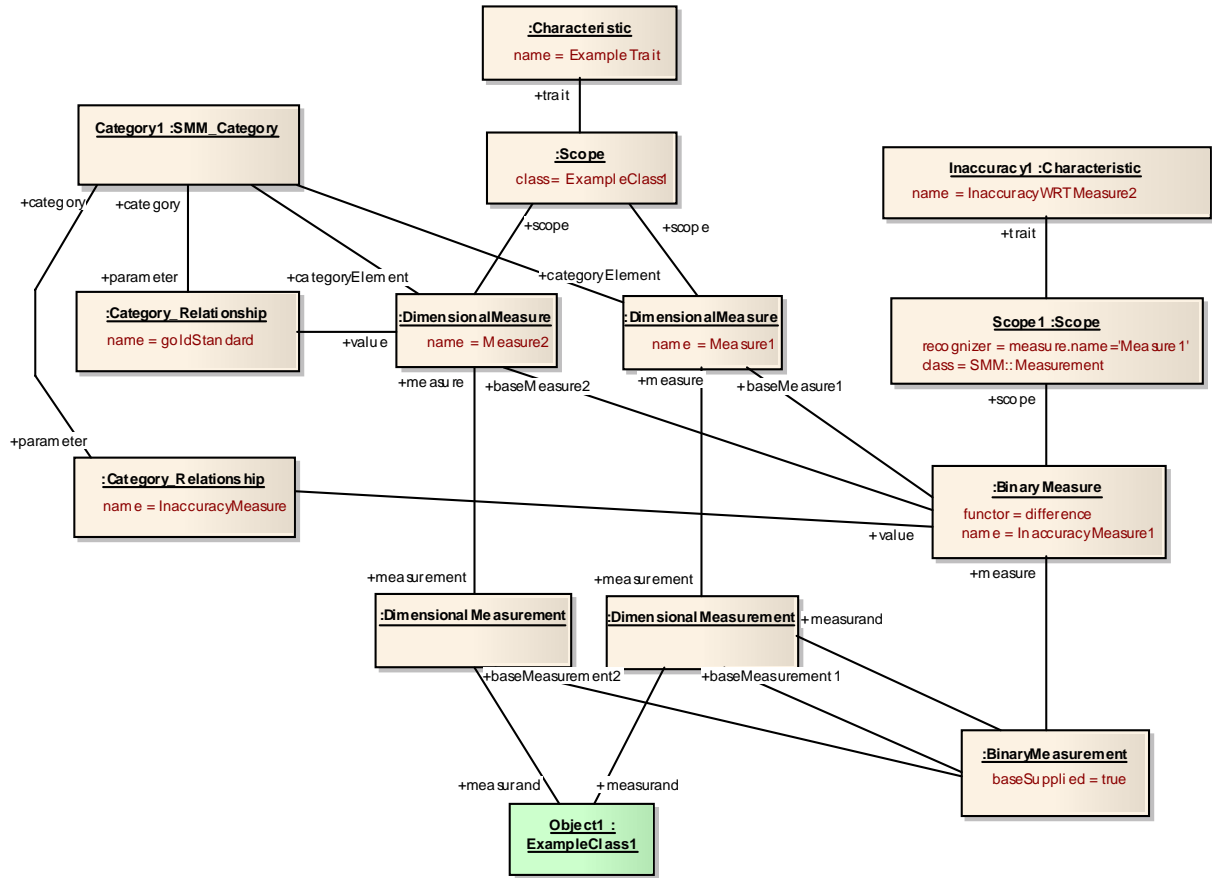 :Characteristic
name = ExampleTrait
+trait
Category1 :SMM_Category
:Scope
class= ExampleClass1
Inaccuracy1 :Characteristic
name = InaccuracyWRTMeasure2
+category
+category
+scope
+scope
+trait
+parameter
+categoryElement
+categoryElement
:Category_Relationship
name = goldStandard
+value
:DimensionalMeasure
name = Measure2
:DimensionalMeasure
name = Measure1
Scope1 :Scope
recognizer = measure.name='Measure1'
class = SMM::Measurement
+measure
+baseMeasure2
+measure
+baseMeasure1
+scope
+parameter
:Category_Relationship
name = InaccuracyMeasure
:BinaryMeasure
functor = difference
name = InaccuracyMeasure1
+value
+measurement
+measurement
+measure
:DimensionalMeasurement
:DimensionalMeasurement
+measurand
+baseMeasurement2
+baseMeasurement1
:BinaryMeasurement
baseSupplied = true
+measurand
+measurand
Object1 :
ExampleClass1